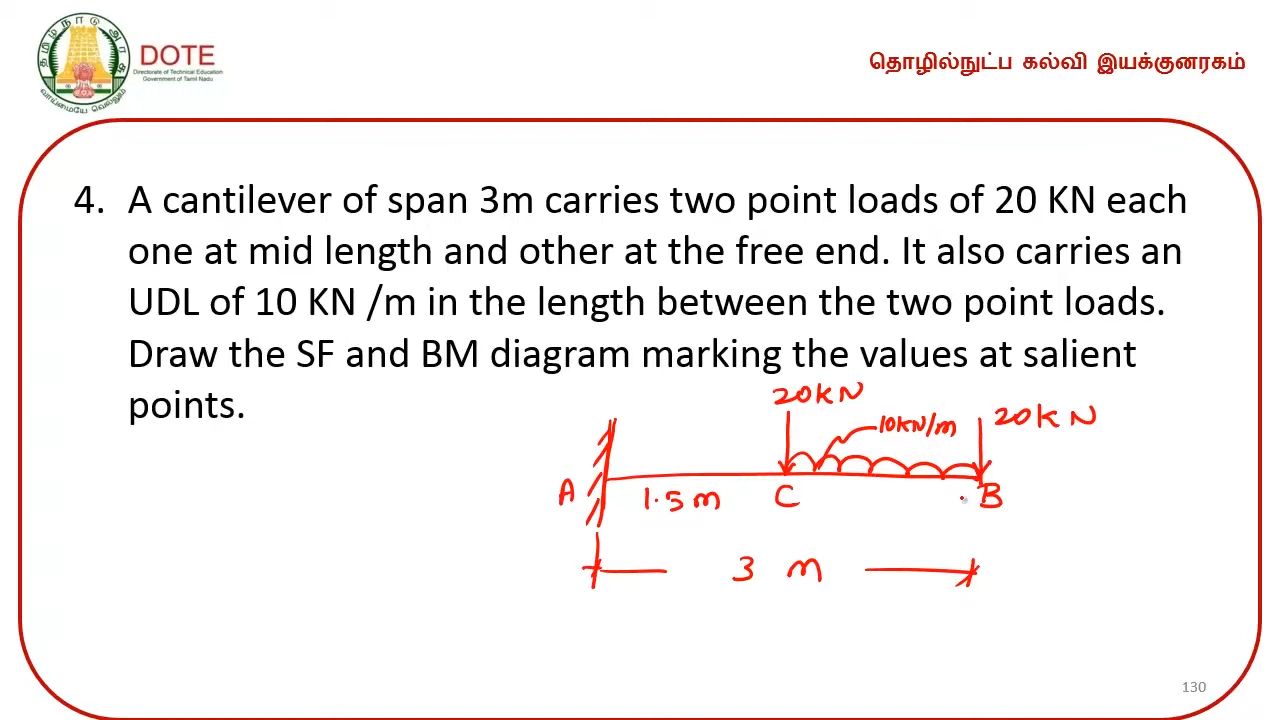 தமிழ்நாடு அரசு
வாய்மையே வெல்லும்
DOTE
Directorate of Technical Education
Government of Tamil Nadu
தொழில்நுட்ப கல்வி இயக்குனரகம்
4. A cantilever of span 3m carries two point loads of 20 KN each
one at mid length and other at the free end. It also carries an
UDL of 10 KN /m in the length between the two point loads.
Draw the SF and BM diagram marking the values at salient
points.
20KN
10KN/m
20KN
A
1.5 m
C
B
3 m
130